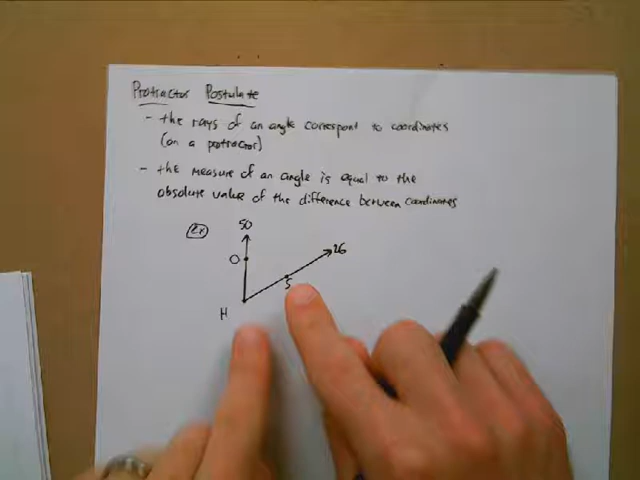 Protractor Postulate
- the rays of an angle correspont to coordinates
(on a protractor)
- the measure of an angle is equal to the
absolute value of the difference between coordinates
Ex
50
O
26
S
H